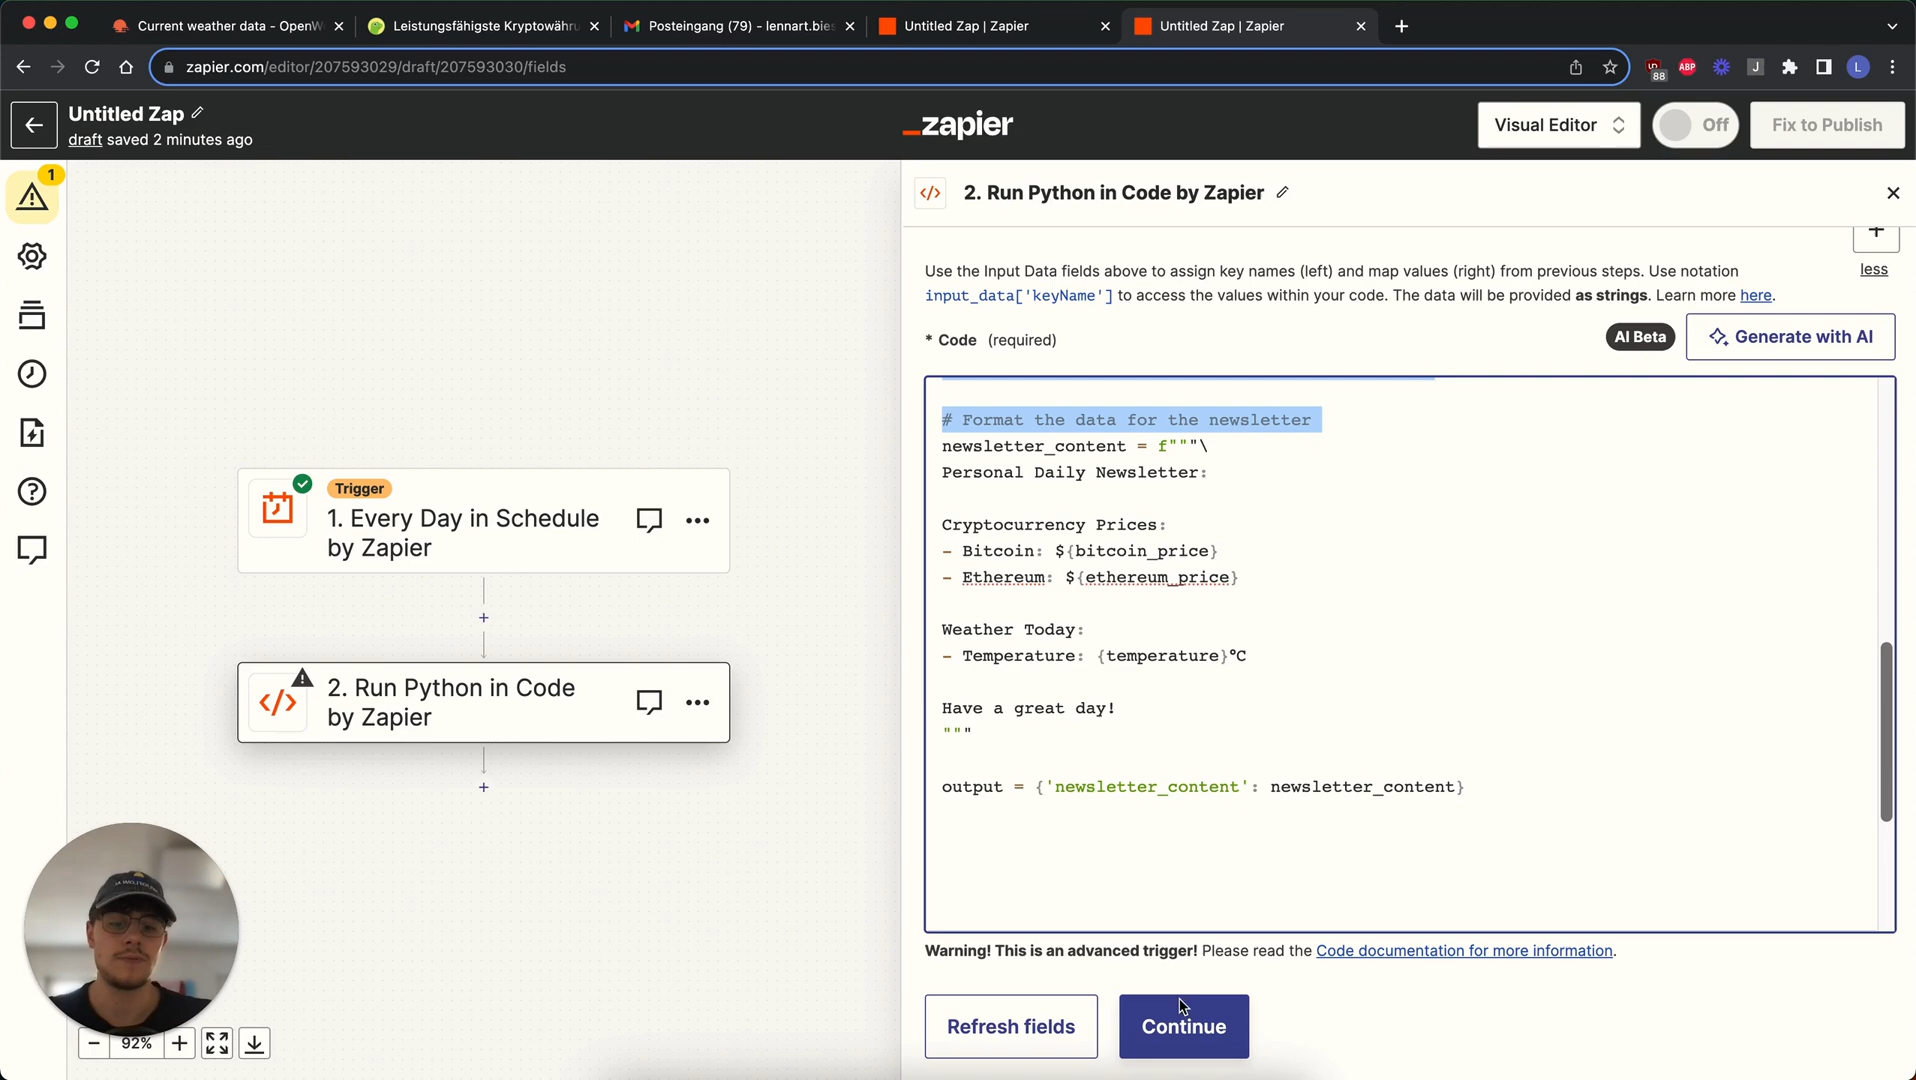 Current weather data - OpenW
Leistungsfähigste Kryptowähru
Posteingang (79) - lennart.bies
Untitled Zap | Zapier
Untitled Zap | Zapier
zapier.com/editor/207593029/draft/207593030/fields
88
ABP
J
L
Untitled Zap
draft saved 2 minutes ago
_zapier
Visual Editor
Off
Fix to Publish
1
2. Run Python in Code by Zapier
Use the Input Data fields above to assign key names (left) and map values (right) from previous steps. Use notation
input_data['keyName'] to access the values within your code. The data will be provided as strings. Learn more here.
less
* Code (required)
AI Beta
Generate with AI
# Format the data for the newsletter
newsletter_content = f"""\
Personal Daily Newsletter:
Cryptocurrency Prices:
- Bitcoin: ${bitcoin_price}
- Ethereum: ${ethereum_price}
Weather Today:
- Temperature: {temperature}°C
Have a great day!
"""
output = {'newsletter_content': newsletter_content}
Warning! This is an advanced trigger! Please read the Code documentation for more information.
Refresh fields
Continue
Trigger
1. Every Day in Schedule
by Zapier
2. Run Python in Code
by Zapier
92%